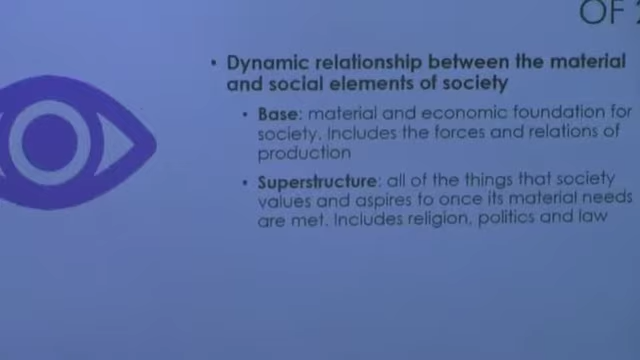 OF 2
• Dynamic relationship between the material
and social elements of society
• Base: material and economic foundation for
society. Includes the forces and relations of
production
• Superstructure: all of the things that society
values and aspires to once its material needs
are met. Includes religion, politics and law